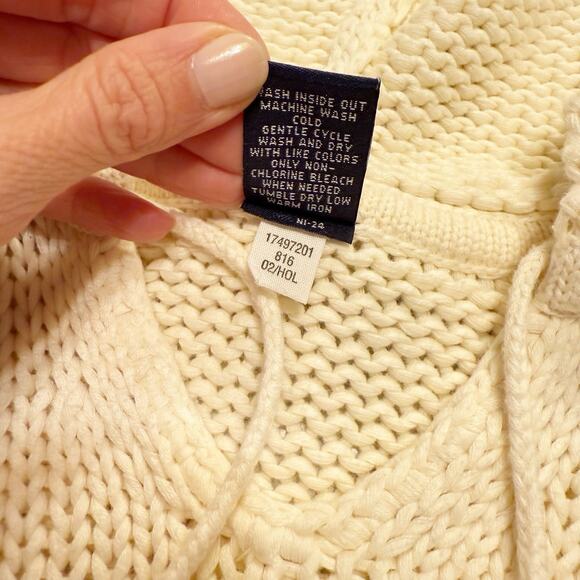 WASH INSIDE OUT
MACHINE WASH
COLD
GENTLE CYCLE
WASH AND DRY
WITH LIKE COLORS
ONLY NON-
CHLORINE BLEACH
WHEN NEEDED
TUMBLE DRY LOW
WARM IRON
NI-24
17497201
816
02/HOL